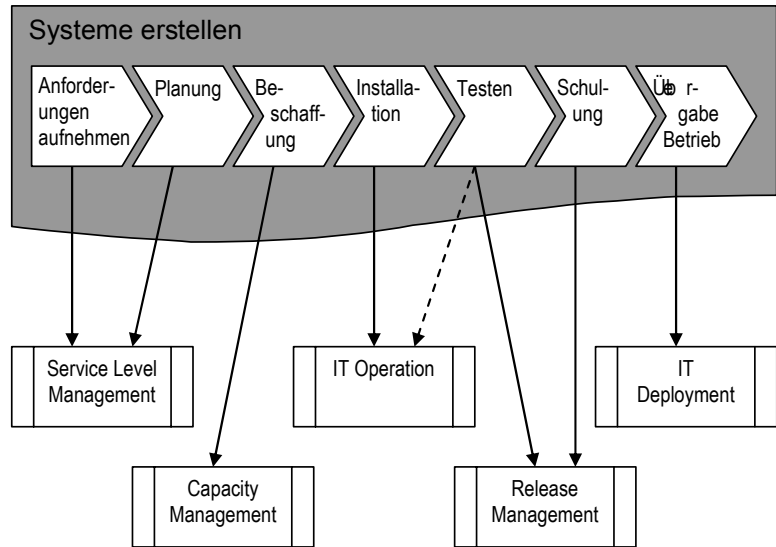 Systeme erstellen
Anforder-
ungen
aufnehmen
Planung
Be-
schaff-
ung
Installa-
tion
Testen
Schul-
ung
Über-
gabe
Betrieb
Service Level
Management
IT Operation
IT
Deployment
Capacity
Management
Release
Management